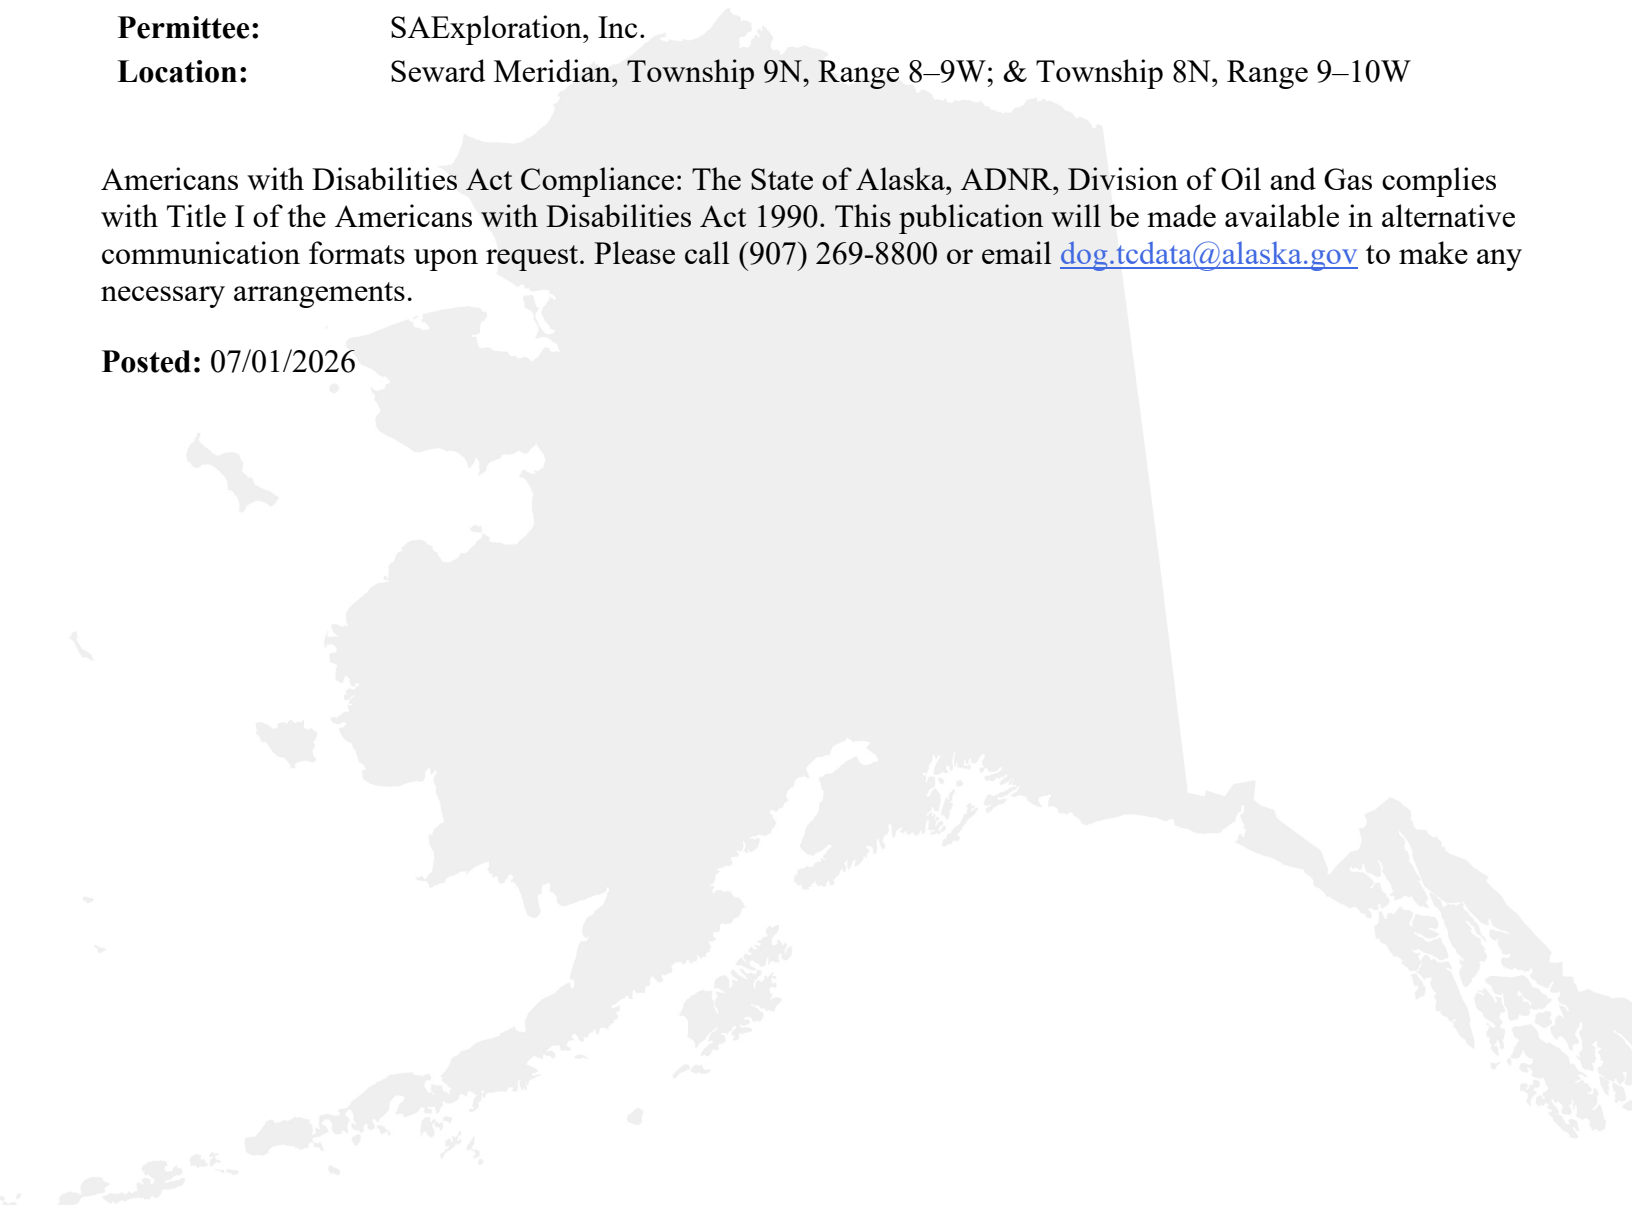 Permittee: SAExploration, Inc.
Location: Seward Meridian, Township 9N, Range 8–9W; & Township 8N, Range 9–10W
Americans with Disabilities Act Compliance: The State of Alaska, ADNR, Division of Oil and Gas complies
with Title I of the Americans with Disabilities Act 1990. This publication will be made available in alternative
communication formats upon request. Please call (907) 269-8800 or email dog.tcdata@alaska.gov to make any
necessary arrangements.
Posted: 07/01/2026